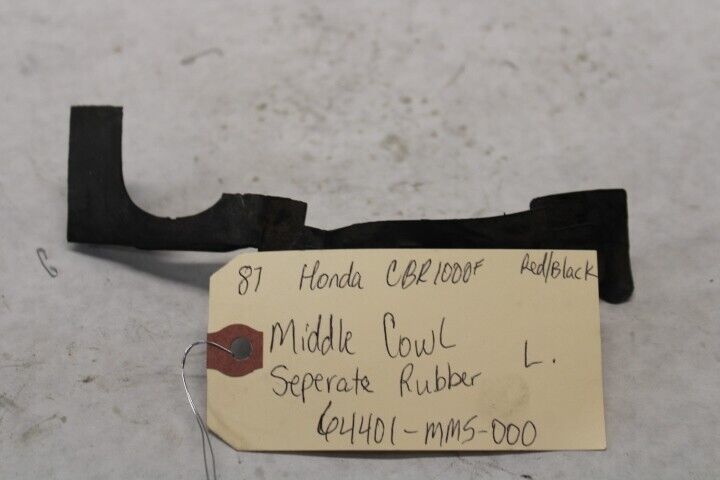 87 Honda CBR1000F Red/Black
Middle Cowl
Seperate Rubber L.
64401-MM5-000